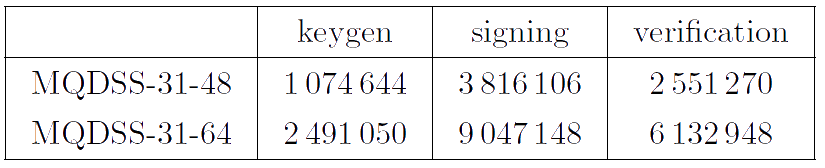 keygen signing verification
MQDSS-31-48 1 074 644 3 816 106 2 551 270
MQDSS-31-64 2 491 050 9 047 148 6 132 948